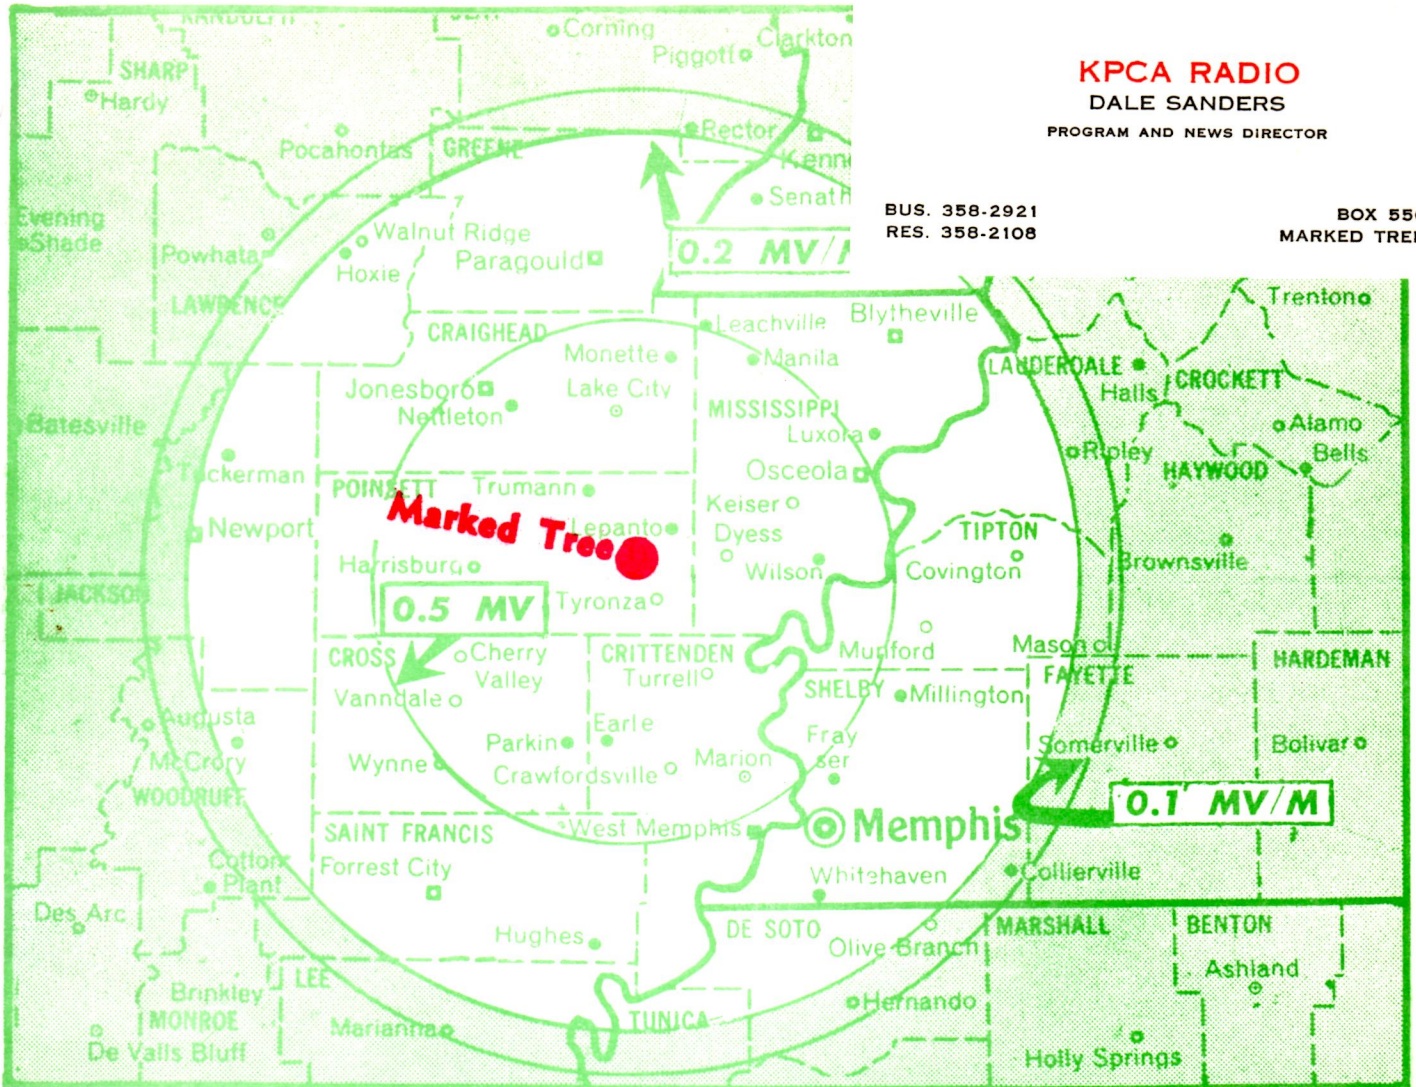 KPCA RADIO
DALE SANDERS
PROGRAM AND NEWS DIRECTOR
BUS. 358-2921
RES. 358-2108
MARKED TREE
Corning
Piggott
Clarkton
SHARP
Hardy
Pocahontas
GREENE
Rector
Senath
Evening
Shade
Powhatan
Walnut Ridge
Hoxie
Paragould
0.2 MV/M
LAWRENCE
CRAIGHEAD
Leachville
Blytheville
Trenton
Monette
Manila
LAUDERDALE
Halls
CROCKETT
Jonesboro
Lake City
Nettleton
MISSISSIPPI
Luxora
Alamo
Batesville
Tuckerman
Osceola
Ripley
HAYWOOD
Bells
POINSETT
Trumann
Marked Tree
Lepanto
Keiser
Dyess
Newport
TIPTON
Harrisburg
Wilson
Covington
Brownsville
JACKSON
0.5 MV
Tyronza
CROSS
Cherry
Valley
CRITTENDEN
Turrell
Munford
Mason
HARDEMAN
FAYETTE
Vanndale
SHELBY
Millington
Augusta
McCrory
Wynne
Parkin
Earle
Crawfordsville
Marion
Fray
ser
Somerville
Bolivar
WOODRUFF
0.1 MV/M
SAINT FRANCIS
West Memphis
Memphis
Forrest City
Cotton
Plant
Whitehaven
Collierville
Des Arc
Hughes
DE SOTO
Olive Branch
MARSHALL
BENTON
LEE
Ashland
Brinkley
MONROE
Marianna
TUNICA
Hernando
De Valls Bluff
Holly Springs